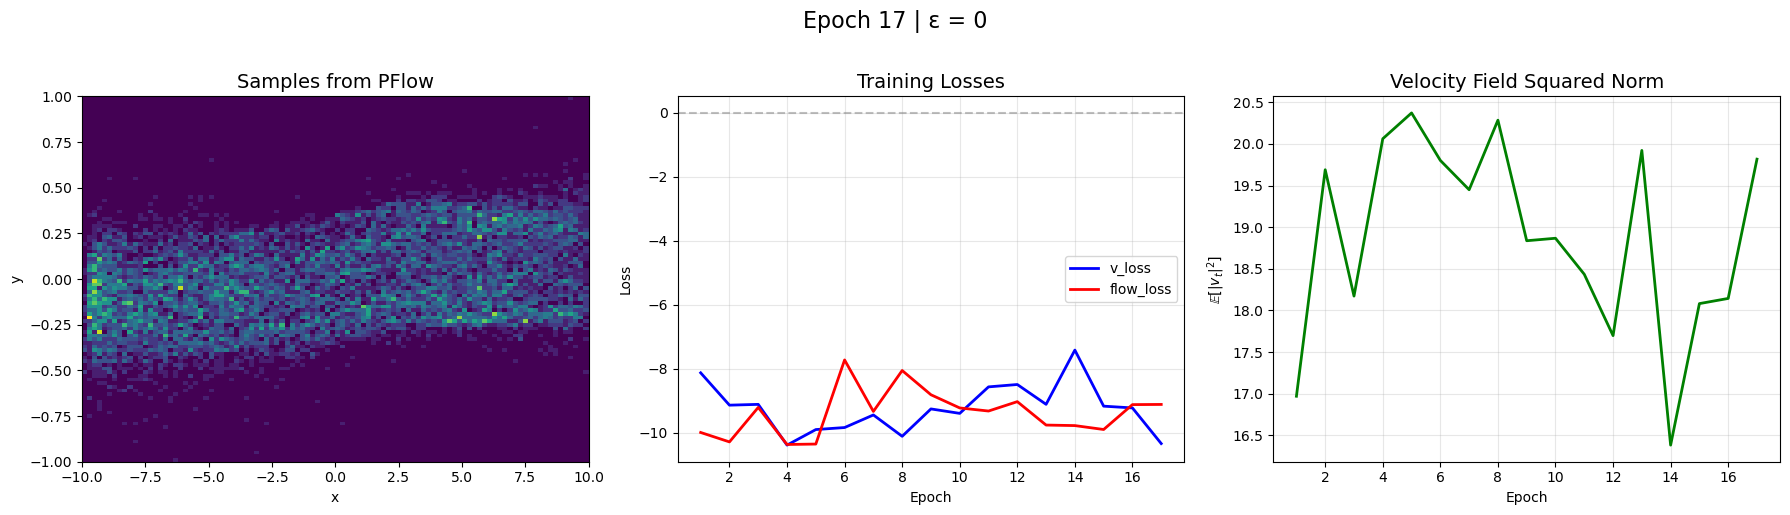 Epoch 17 | ε = 0
Samples from PFlow
1.00
0.75
0.50
0.25
0.00
−0.25
−0.50
−0.75
−1.00
y
−10.0 −7.5 −5.0 −2.5 0.0 2.5 5.0 7.5 10.0
x
Training Losses
0
−2
−4
−6
−8
−10
Loss
v_loss
flow_loss
2 4 6 8 10 12 14 16
Epoch
Velocity Field Squared Norm
20.5
20.0
19.5
19.0
18.5
18.0
17.5
17.0
16.5
𝔼[|v_t|²]
2 4 6 8 10 12 14 16
Epoch